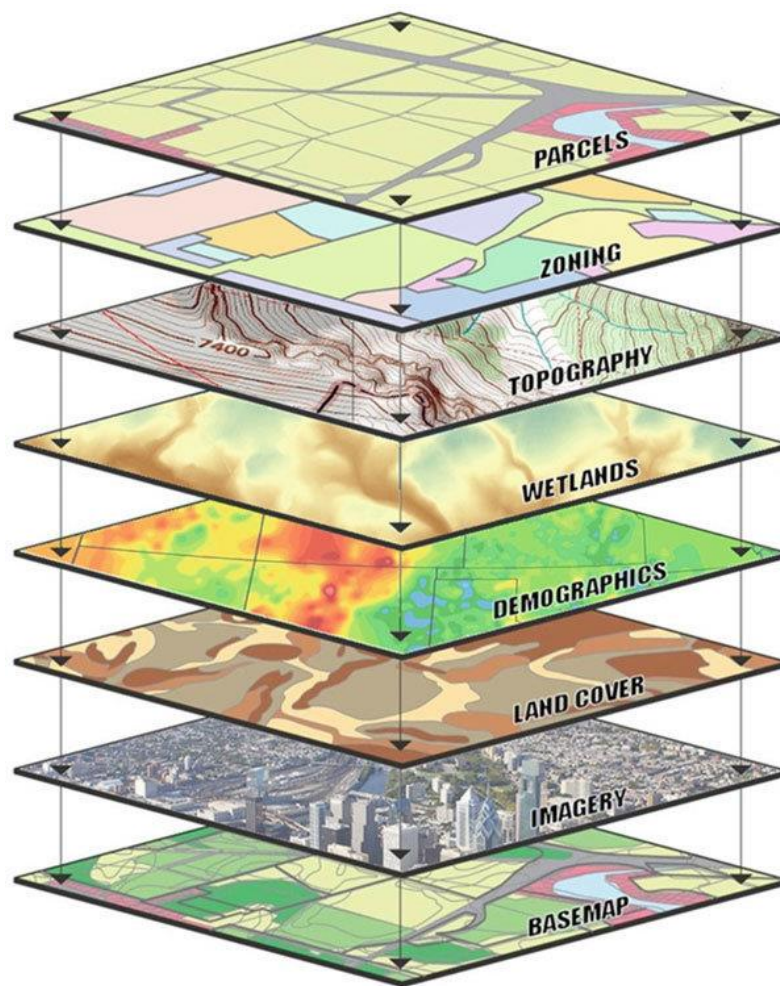 PARCELS
ZONING
7400
TOPOGRAPHY
WETLANDS
DEMOGRAPHICS
LAND COVER
IMAGERY
BASEMAP